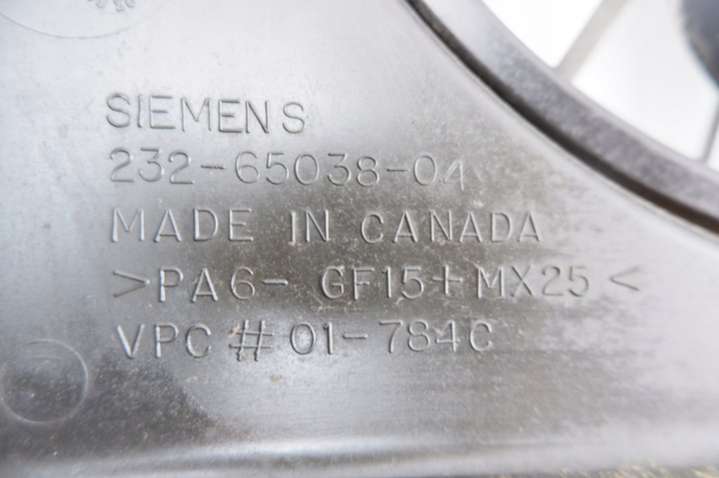 SIEMENS
232-65038-04
MADE IN CANADA
>PA6- GF15+MX25<
VPC # 01-784C